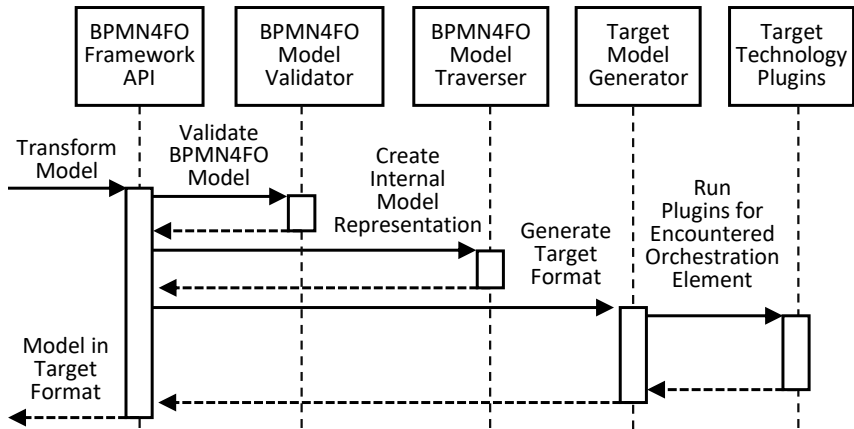 BPMN4FO
Framework
API
BPMN4FO
Model
Validator
BPMN4FO
Model
Traverser
Target
Model
Generator
Target
Technology
Plugins
Transform
Model
Validate
BPMN4FO
Model
Create
Internal
Model
Representation
Generate
Target
Format
Run
Plugins for
Encountered
Orchestration
Element
Model in
Target
Format